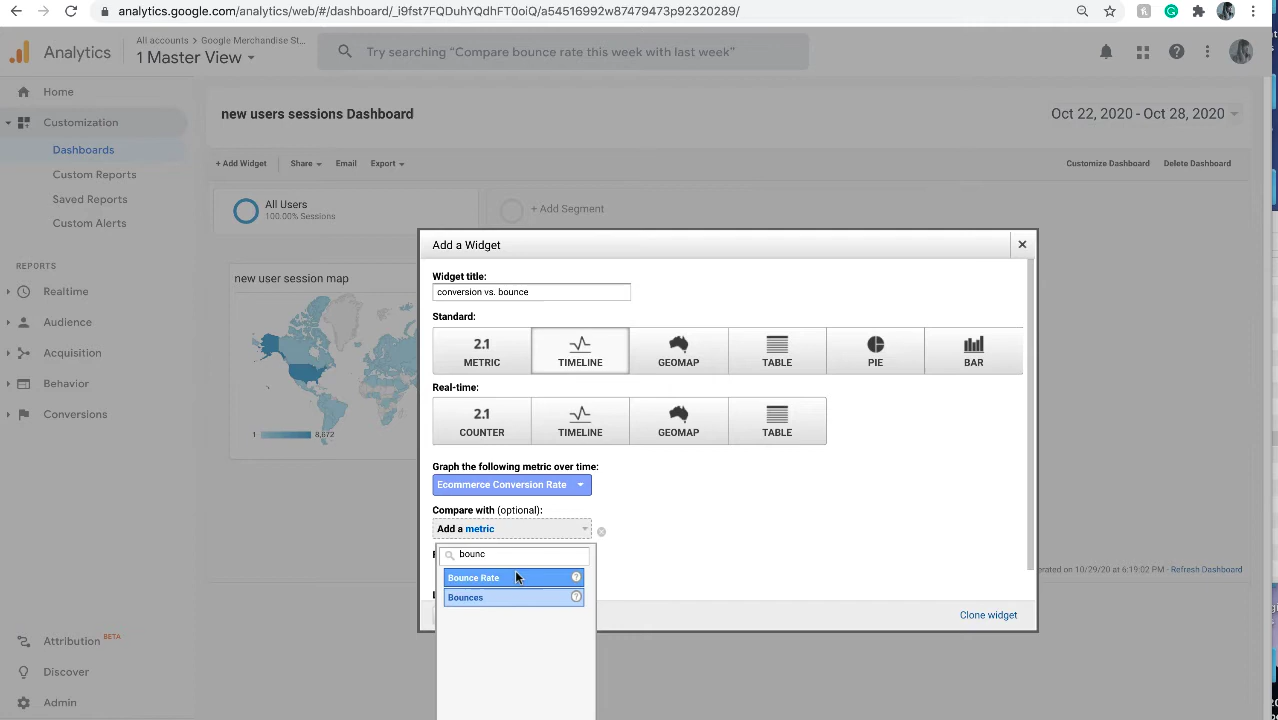 analytics.google.com/analytics/web/#/dashboard/_i9fst7FQDuhYQdhFT0oiQ/a54516992w87479473p92320289/
Analytics
All accounts > Google Merchandise St...
1 Master View
Try searching “Compare bounce rate this week with last week”
Home
Customization
Dashboards
Custom Reports
Saved Reports
Custom Alerts
REPORTS
Realtime
Audience
Acquisition
Behavior
Conversions
Attribution BETA
Discover
Admin
new users sessions Dashboard
Oct 22, 2020 - Oct 28, 2020
+ Add Widget
Share
Email
Export
Customize Dashboard
Delete Dashboard
All Users
100.00% Sessions
+ Add Segment
new user session map
1
8,672
Add a Widget
Widget title:
conversion vs. bounce
Standard:
2.1
METRIC
TIMELINE
GEOMAP
TABLE
PIE
BAR
Real-time:
2.1
COUNTER
TIMELINE
GEOMAP
TABLE
Graph the following metric over time:
Ecommerce Conversion Rate
Compare with (optional):
Add a metric
bounc
Bounce Rate
Bounces
Clone widget
on 10/29/20 at 6:19:02 PM - Refresh Dashboard